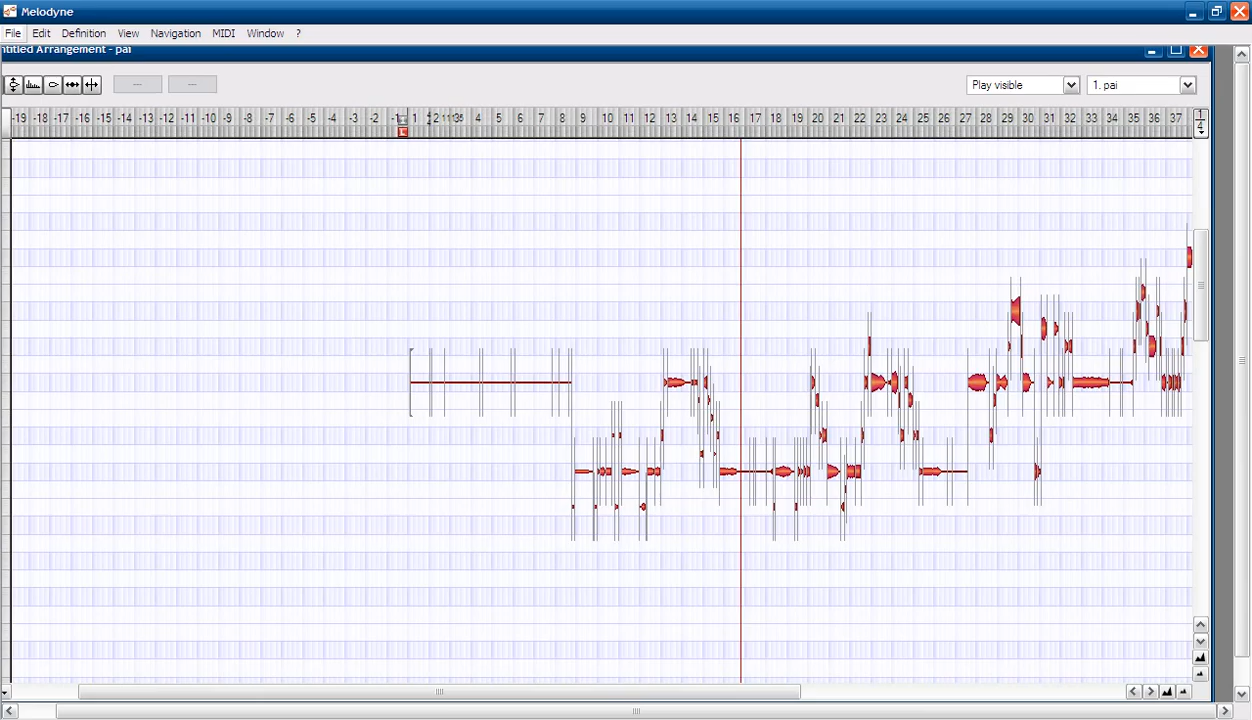 Melodyne
File Edit Definition View Navigation MIDI Window ?
ntitled Arrangement - pai
--- --- Play visible 1. pai
-19 -18 -17 -16 -15 -14 -13 -12 -11 -10 -9 -8 -7 -6 -5 -4 -3 -2 -1 1 2 4 5 6 7 8 9 10 11 12 13 14 15 16 17 18 19 20 21 22 23 24 25 26 27 28 29 30 31 32 33 34 35 36 37 1
4